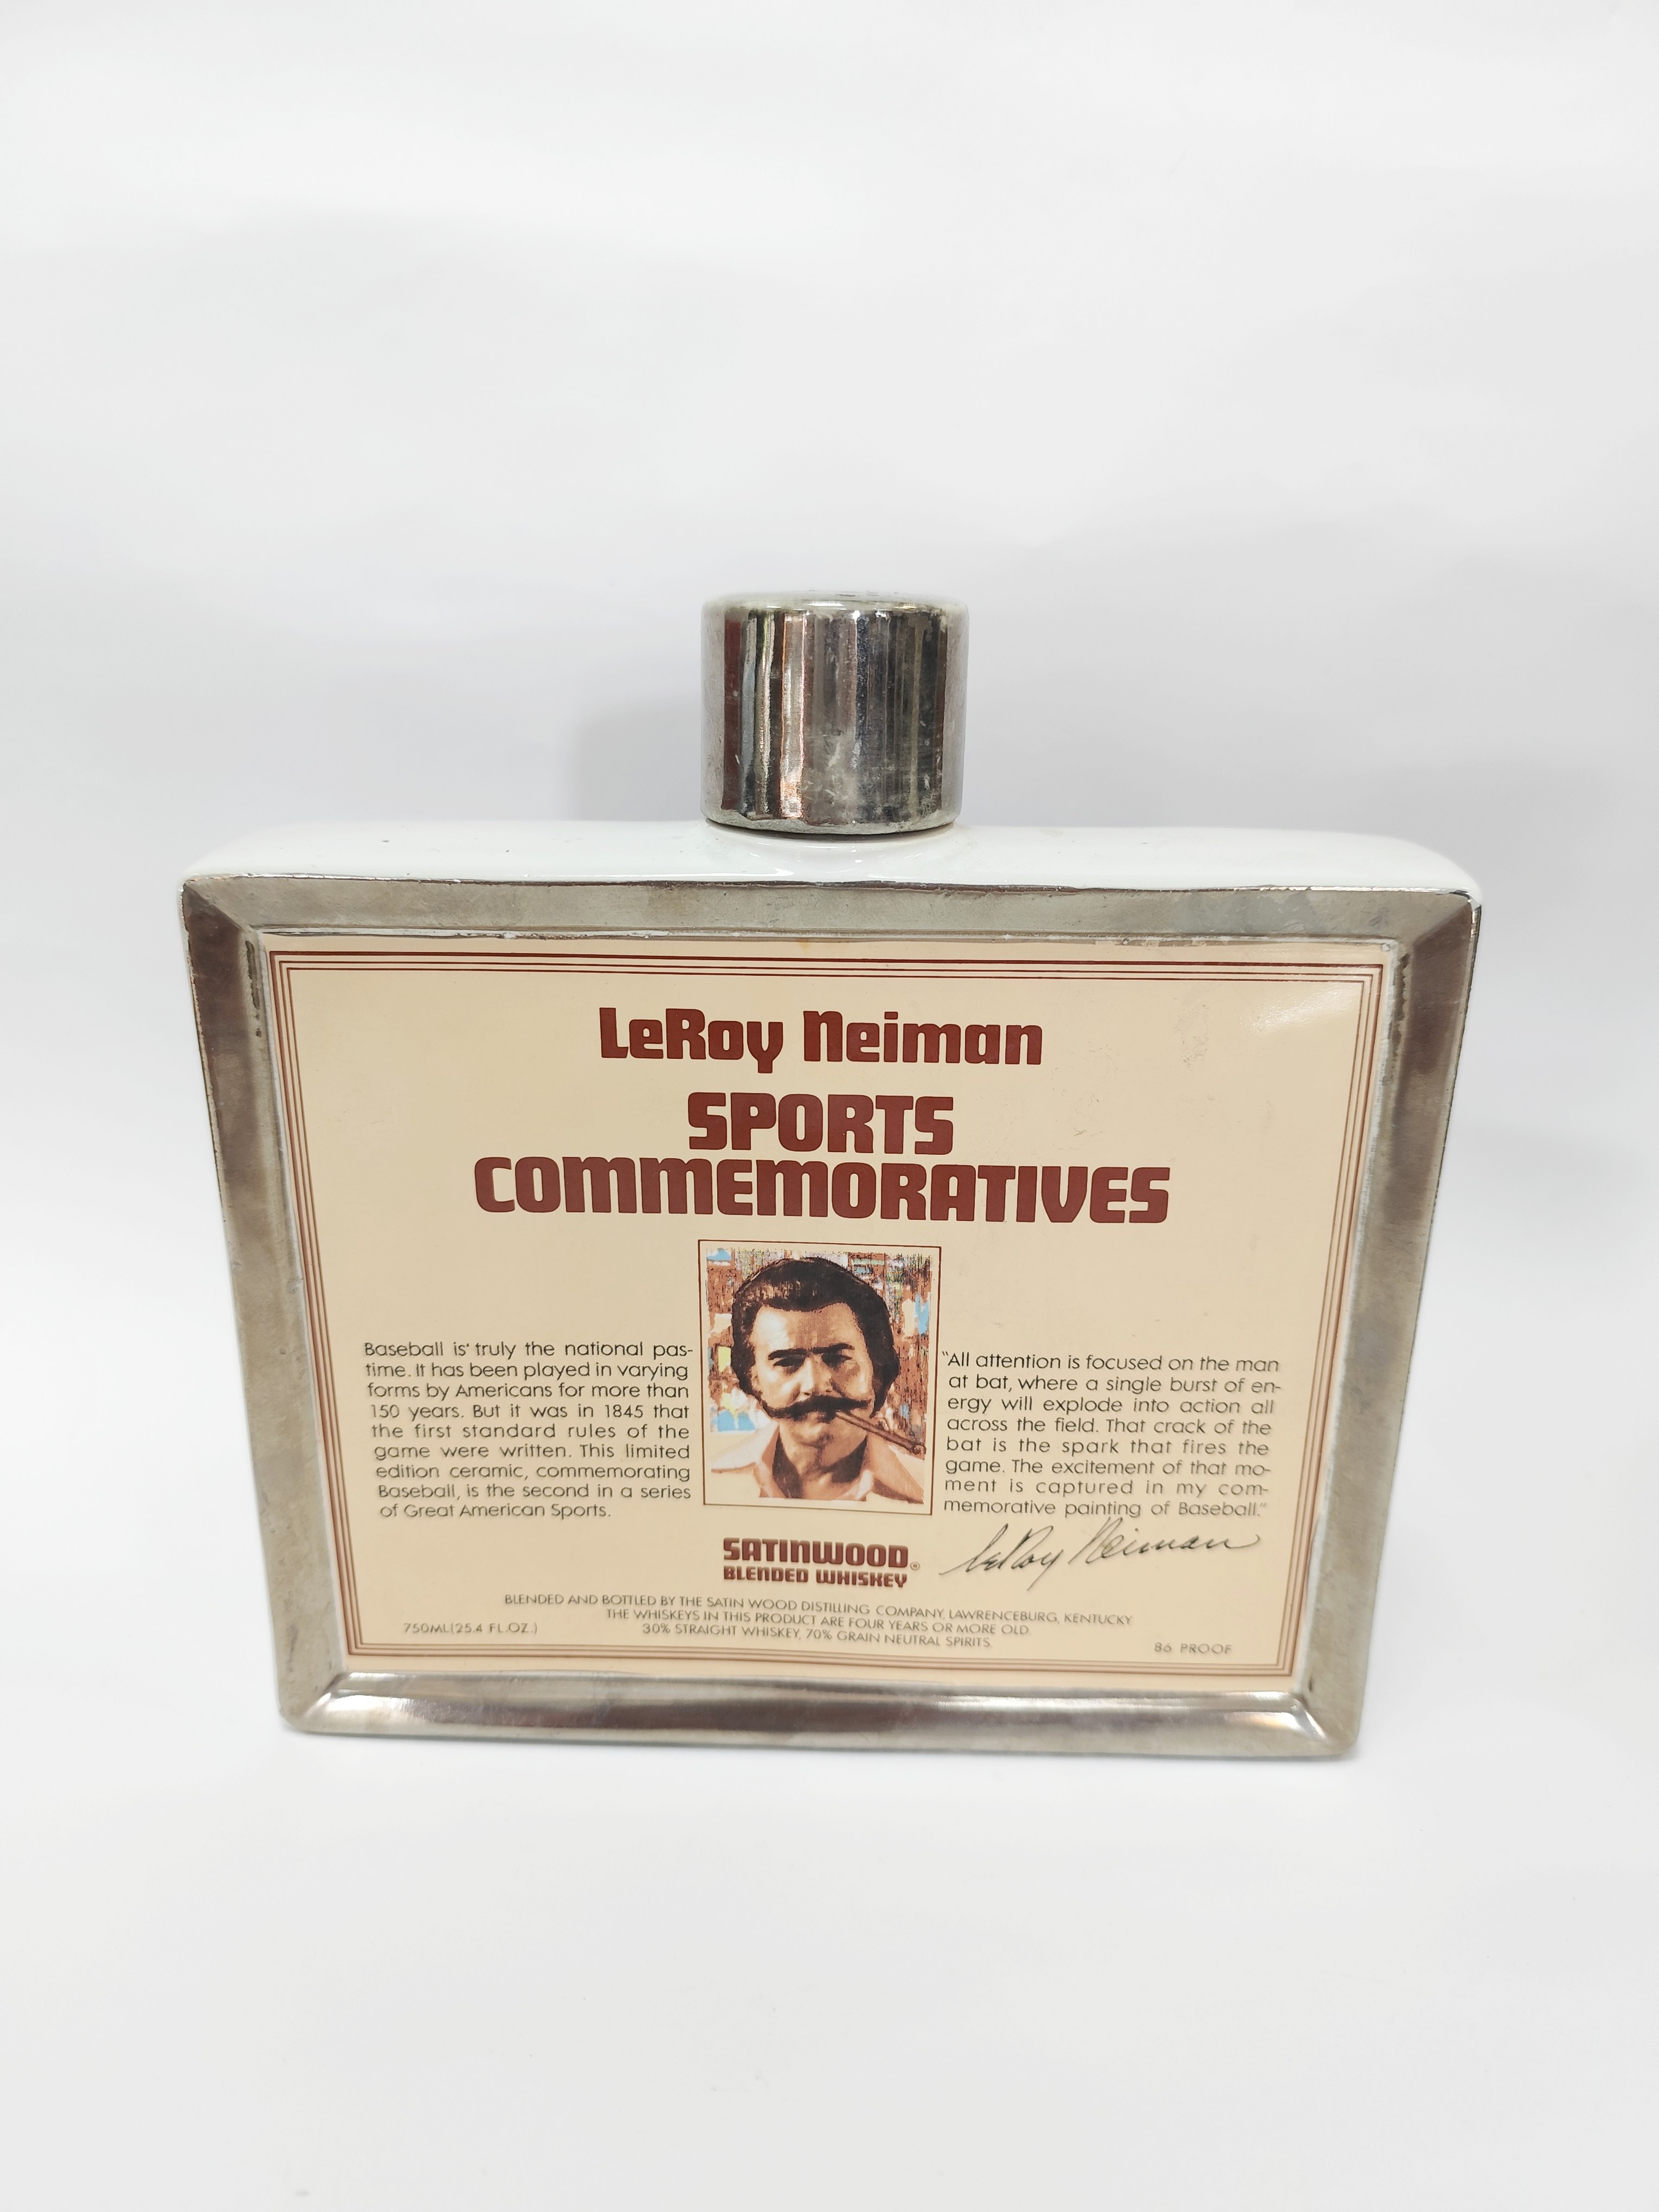 LeRoy Neiman
SPORTS
COMMEMORATIVES
Baseball is truly the national pas-
time. It has been played in varying
forms by Americans for more than
150 years. But it was in 1845 that
the first standard rules of the
game were written. This limited
edition ceramic, commemorating
Baseball, is the second in a series
of Great American Sports.
"All attention is focused on the man
at bat, where a single burst of en-
ergy will explode into action all
across the field. That crack of the
bat is the spark that fires the
game. The excitement of that mo-
ment is captured in my com-
memorative painting of Baseball."
LeRoy Neiman
SATINWOOD®
BLENDED WHISKEY
BLENDED AND BOTTLED BY THE SATIN WOOD DISTILLING COMPANY, LAWRENCEBURG, KENTUCKY
THE WHISKEYS IN THIS PRODUCT ARE FOUR YEARS OR MORE OLD.
30% STRAIGHT WHISKEY, 70% GRAIN NEUTRAL SPIRITS.
750ML(25.4 FL.OZ.)
86 PROOF